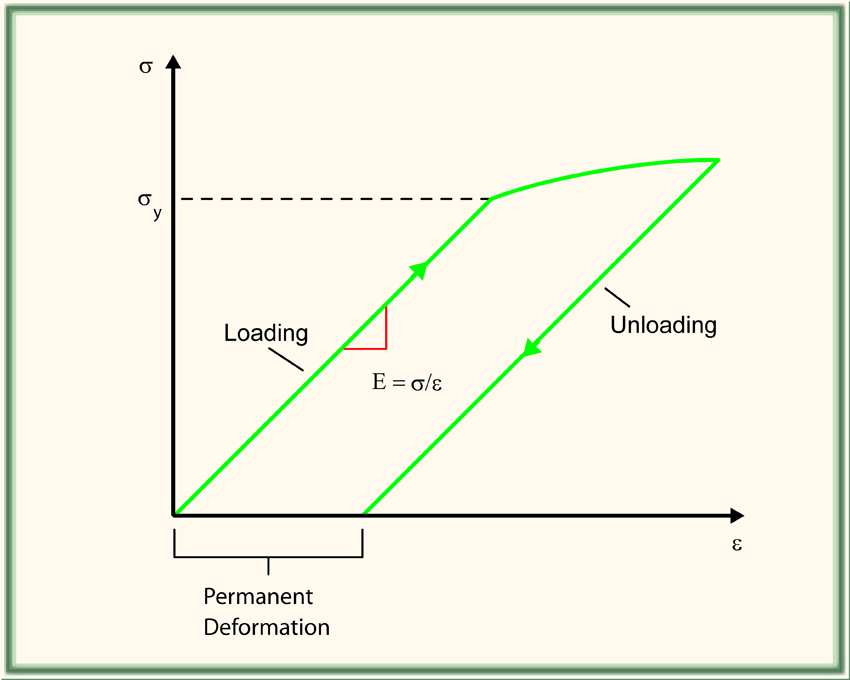 σ
σy
Loading
Unloading
E = σ/ε
ε
Permanent
Deformation